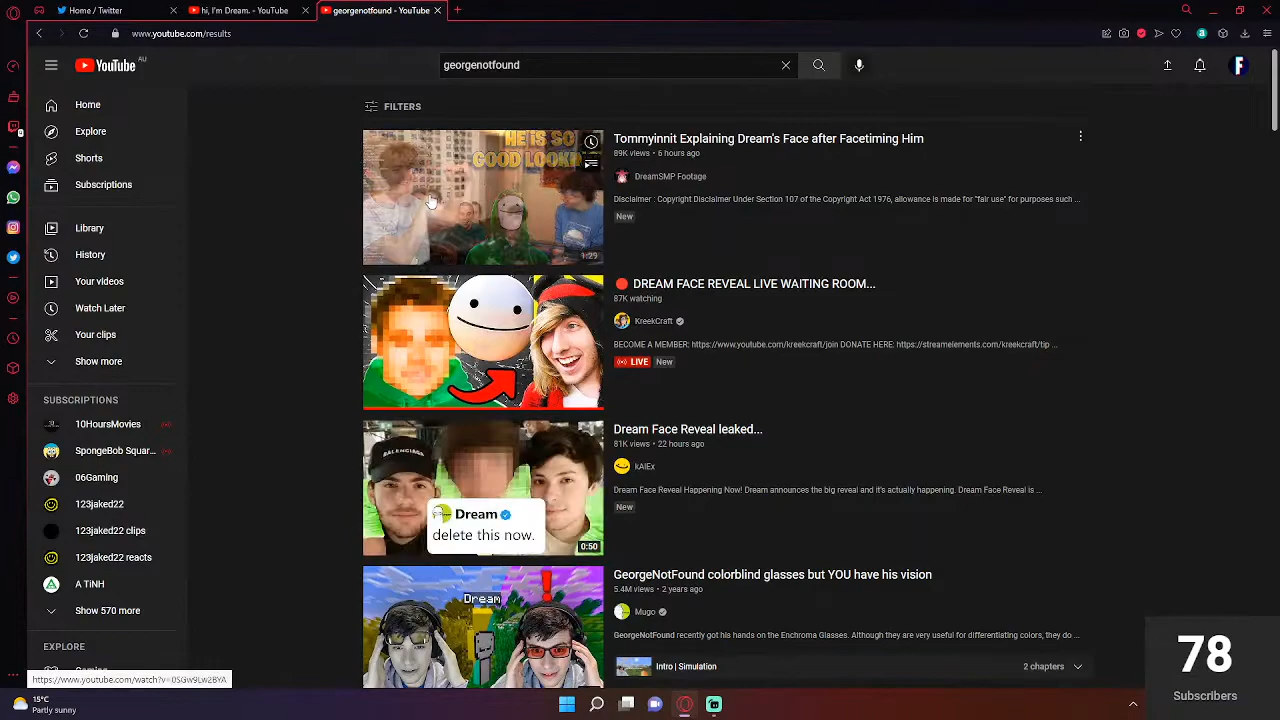 Home / Twitter
hi, I'm Dream. - YouTube
georgenotfound - YouTube
www.youtube.com/results
YouTube AU
georgenotfound
Home
Explore
Shorts
Subscriptions
Library
History
Your videos
Watch Later
Your clips
Show more
SUBSCRIPTIONS
10HoursMovies
SpongeBob Squar...
06Gaming
123jaked22
123jaked22 clips
123jaked22 reacts
A TiNH
Show 570 more
EXPLORE
FILTERS
HE IS SO
GOOD LOOKIN
1:29
Tommyinnit Explaining Dream's Face after Facetiming Him
89K views • 6 hours ago
DreamSMP Footage
Disclaimer : Copyright Disclaimer Under Section 107 of the Copyright Act 1976, allowance is made for "fair use" for purposes such ...
New
DREAM FACE REVEAL LIVE WAITING ROOM...
87K watching
KreekCraft
BECOME A MEMBER: https://www.youtube.com/kreekcraft/join DONATE HERE: https://streamelements.com/kreekcraft/tip ...
LIVE New
BALENCIAGA
Dream
delete this now.
0:50
Dream Face Reveal leaked...
81K views • 22 hours ago
kAlEx
Dream Face Reveal Happening Now! Dream announces the big reveal and it's actually happening. Dream Face Reveal is ...
New
Dream
GeorgeNotFound colorblind glasses but YOU have his vision
5.4M views • 2 years ago
Mugo
GeorgeNotFound recently got his hands on the Enchroma Glasses. Although they are very useful for differentiating colors, they do ...
Intro | Simulation
2 chapters
78
Subscribers
https://www.youtube.com/watch?v=0SGw9Lw2BYA
15°C
Partly sunny